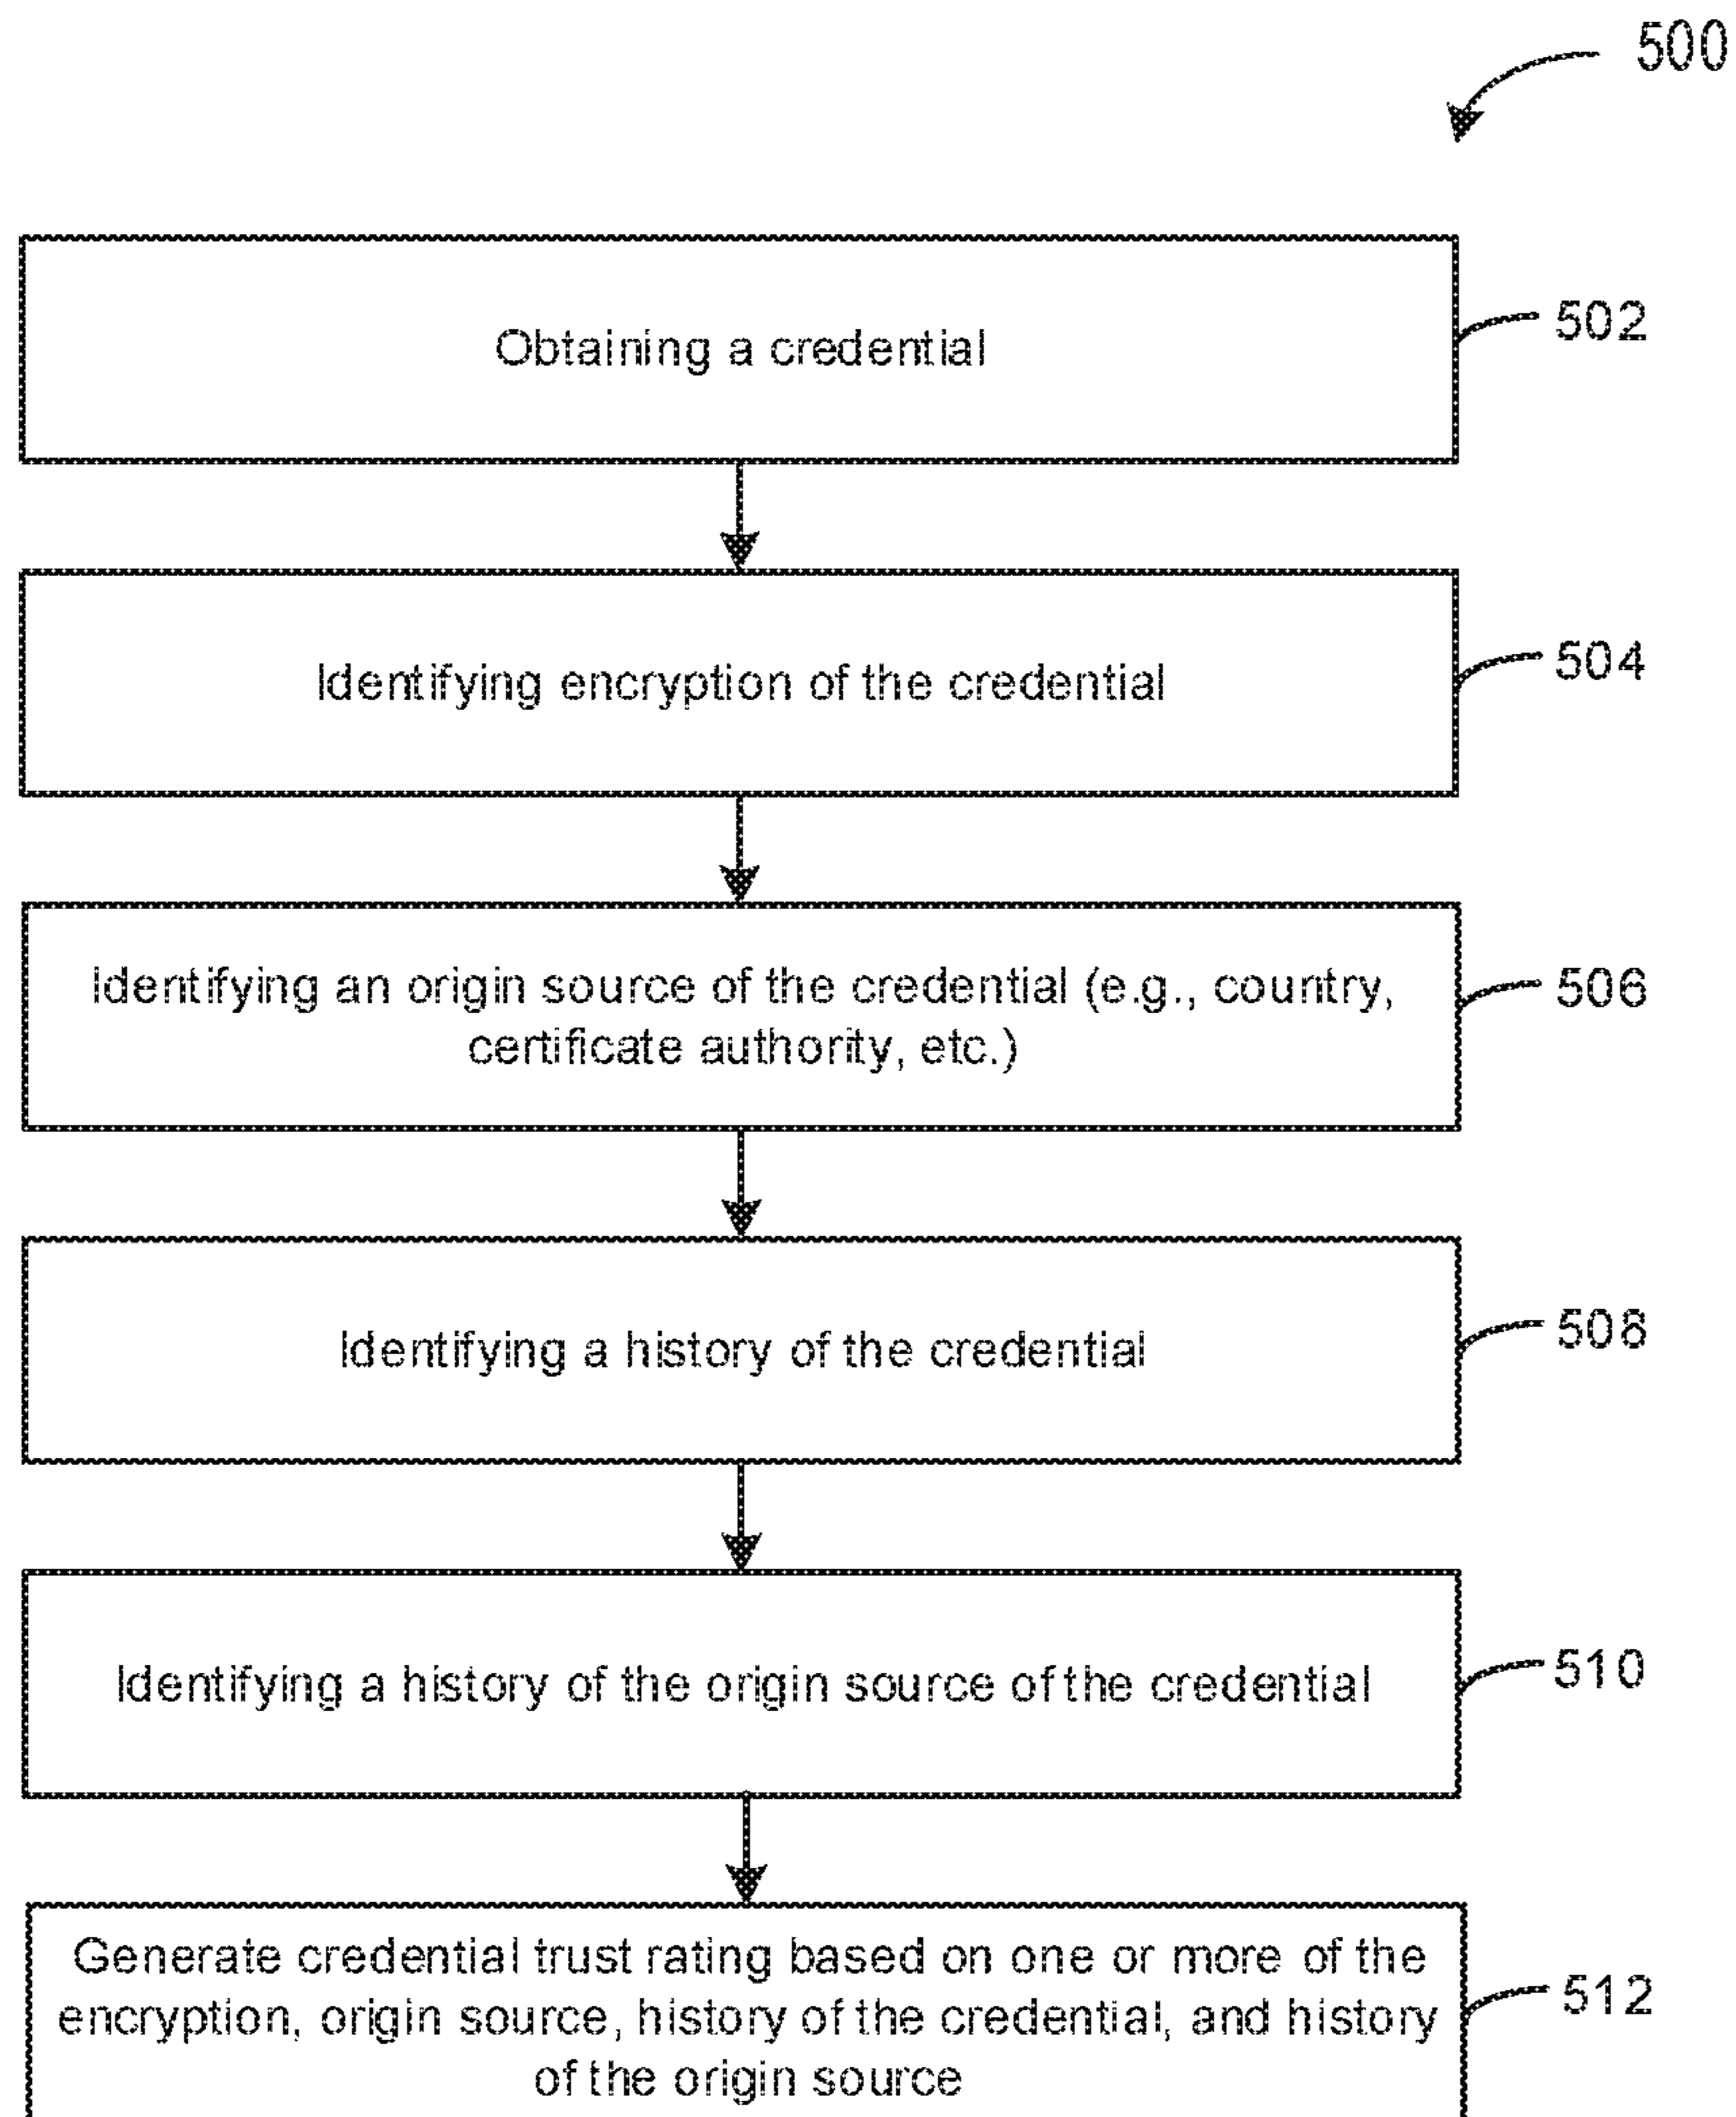 500
Obtaining a credential
502
Identifying encryption of the credential
504
Identifying an origin source of the credential (e.g., country,
certificate authority, etc.)
506
Identifying a history of the credential
508
Identifying a history of the origin source of the credential
510
Generate credential trust rating based on one or more of the
encryption, origin source, history of the credential, and history
of the origin source
512